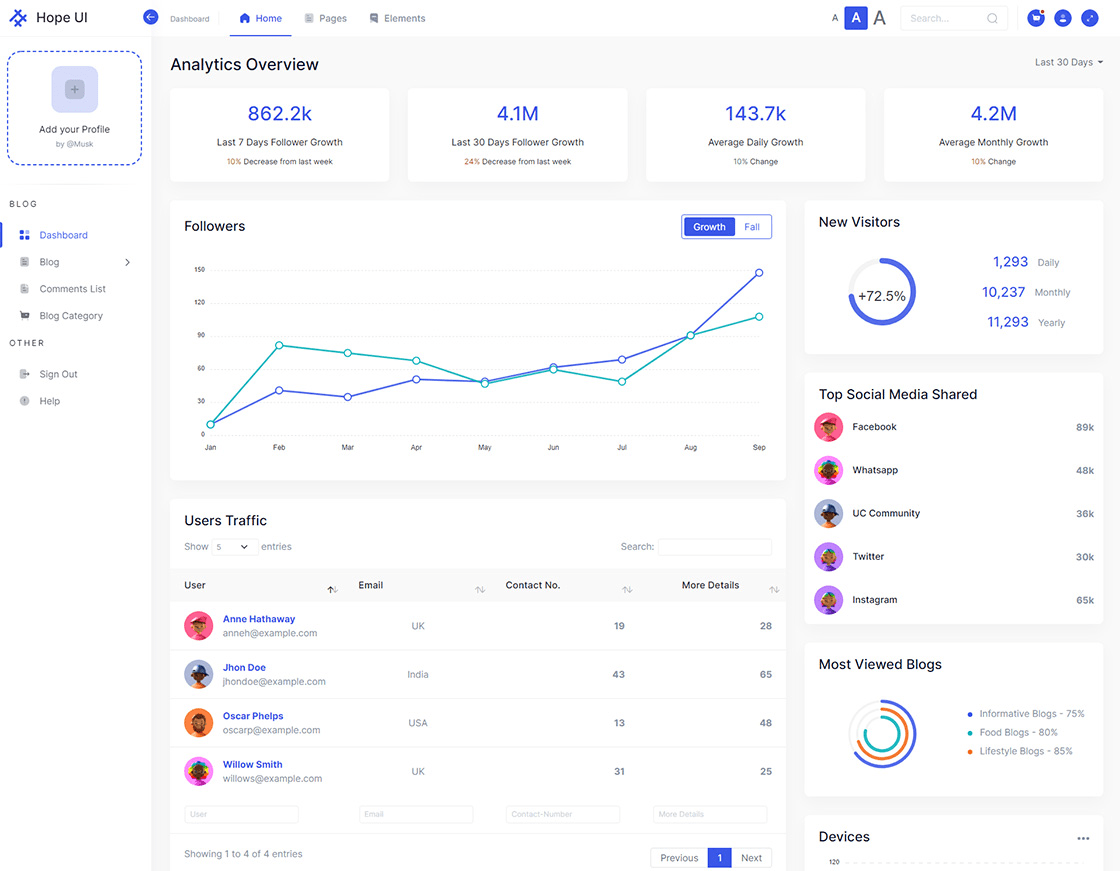 Hope UI
Dashboard
Home
Pages
Elements
A A A
Search...
Add your Profile
by @Musk
BLOG
Dashboard
Blog
Comments List
Blog Category
OTHER
Sign Out
Help
Analytics Overview
Last 30 Days
862.2k
Last 7 Days Follower Growth
10% Decrease from last week
4.1M
Last 30 Days Follower Growth
24% Decrease from last week
143.7k
Average Daily Growth
10% Change
4.2M
Average Monthly Growth
10% Change
Followers
Growth Fall
150
120
90
60
30
0
Jan Feb Mar Apr May Jun Jul Aug Sep
New Visitors
+72.5%
1,293 Daily
10,237 Monthly
11,293 Yearly
Top Social Media Shared
Facebook 89k
Whatsapp 48k
UC Community 36k
Twitter 30k
Instagram 65k
Users Traffic
Show 5 entries
Search:
User Email Contact No. More Details
Anne Hathaway
anneh@example.com UK 19 28
Jhon Doe
jhondoe@example.com India 43 65
Oscar Phelps
oscarp@example.com USA 13 48
Willow Smith
willows@example.com UK 31 25
User Email Contact-Number More Details
Showing 1 to 4 of 4 entries
Previous 1 Next
Most Viewed Blogs
Informative Blogs - 75%
Food Blogs - 80%
Lifestyle Blogs - 85%
Devices
120